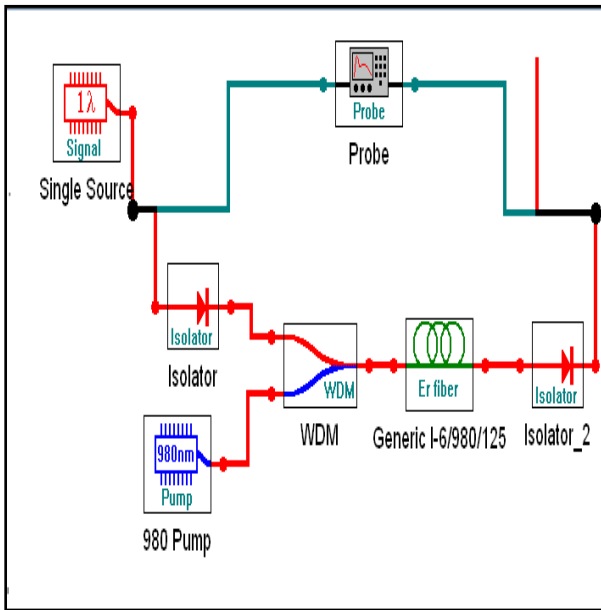 1λ
Signal
Single Source
Probe
Probe
Isolator
Isolator
WDM
WDM
Er fiber
Generic I-6/980/125
Isolator
Isolator_2
980nm
Pump
980 Pump